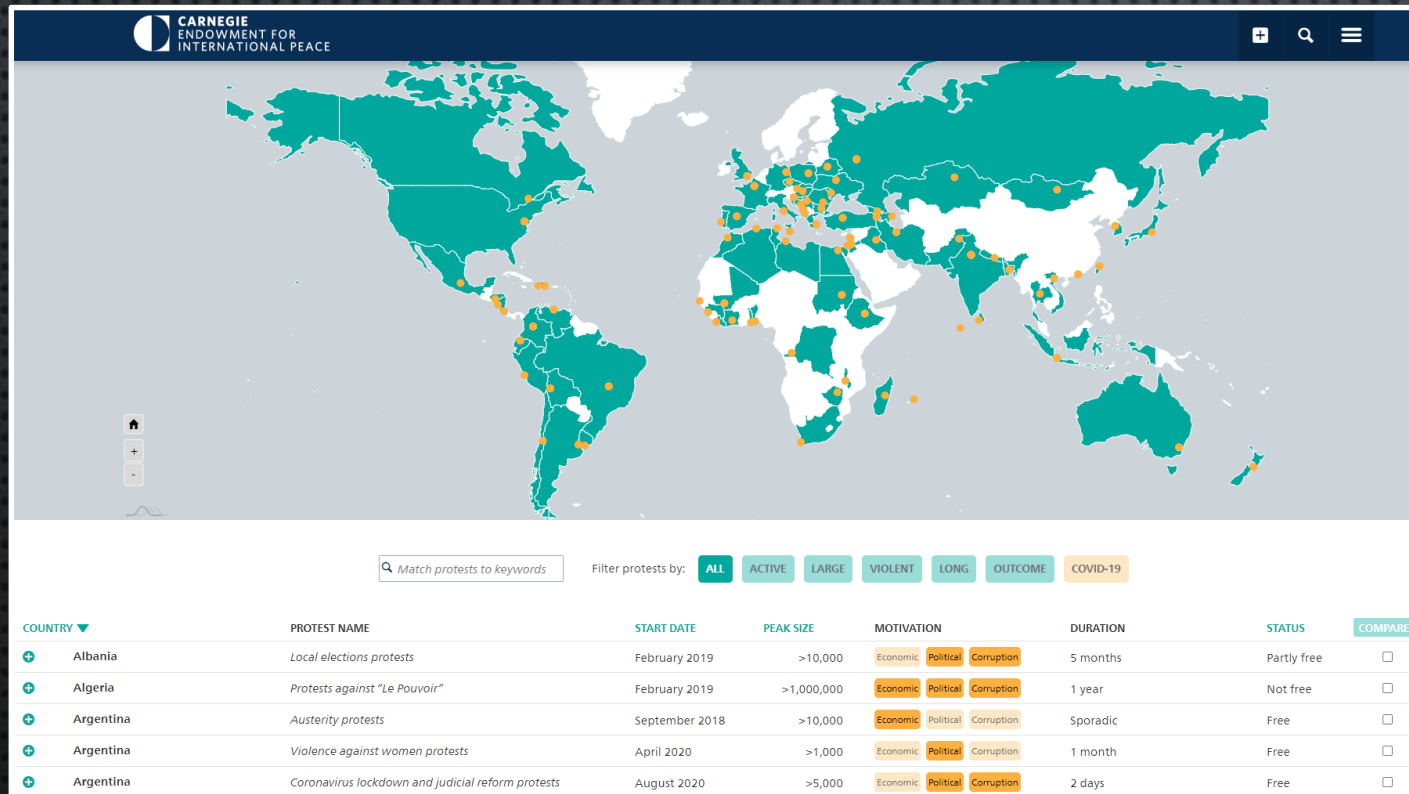 CARNEGIE
ENDOWMENT FOR
INTERNATIONAL PEACE
+
-
Match protests to keywords
Filter protests by: ALL ACTIVE LARGE VIOLENT LONG OUTCOME COVID-19
COUNTRY PROTEST NAME START DATE PEAK SIZE MOTIVATION DURATION STATUS COMPARE
Albania Local elections protests February 2019 >10,000 Economic Political Corruption 5 months Partly free
Algeria Protests against "Le Pouvoir" February 2019 >1,000,000 Economic Political Corruption 1 year Not free
Argentina Austerity protests September 2018 >10,000 Economic Political Corruption Sporadic Free
Argentina Violence against women protests April 2020 >1,000 Economic Political Corruption 1 month Free
Argentina Coronavirus lockdown and judicial reform protests August 2020 >5,000 Economic Political Corruption 2 days Free